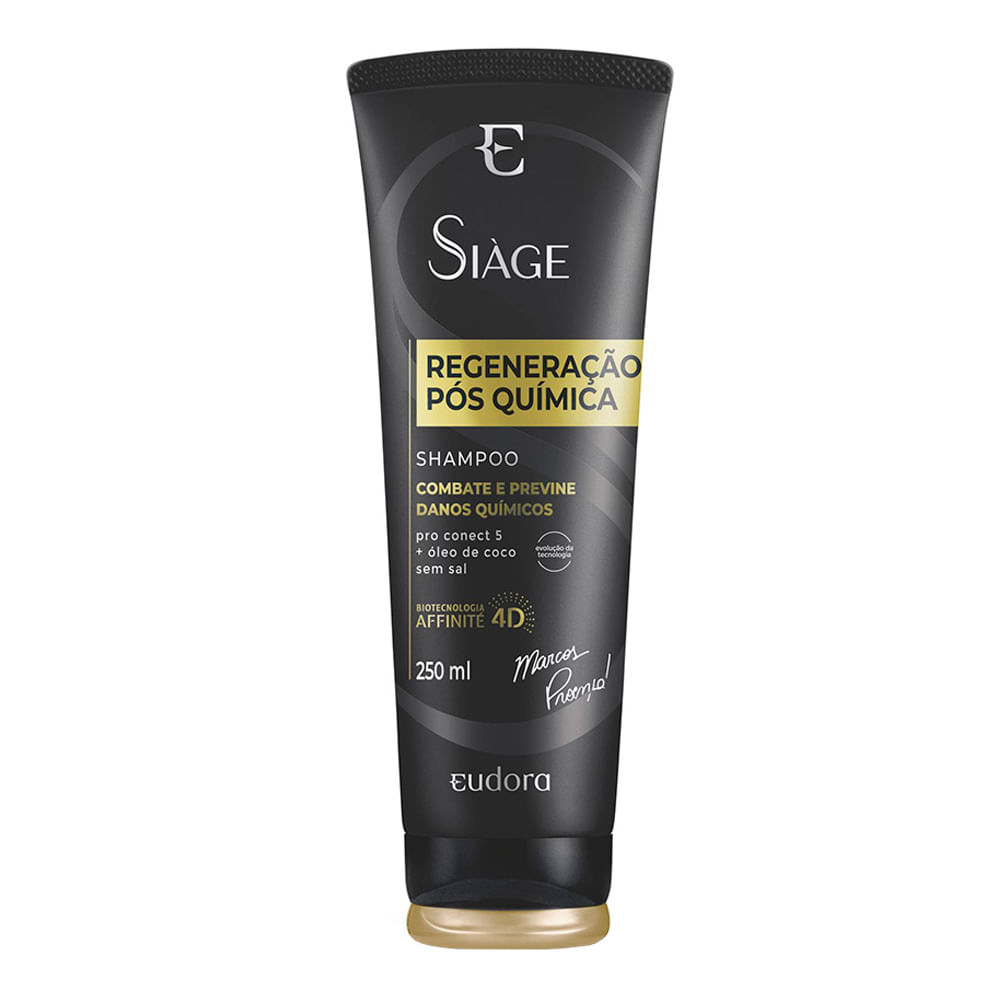 E
SIÀGE
REGENERAÇÃO
PÓS QUÍMICA
SHAMPOO
COMBATE E PREVINE
DANOS QUÍMICOS
pro conect 5
+ óleo de coco
sem sal
evolução da
tecnologia
BIOTECNOLOGIA
AFFINITÉ 4D
250 ml
Marcos
Proença!
eudora